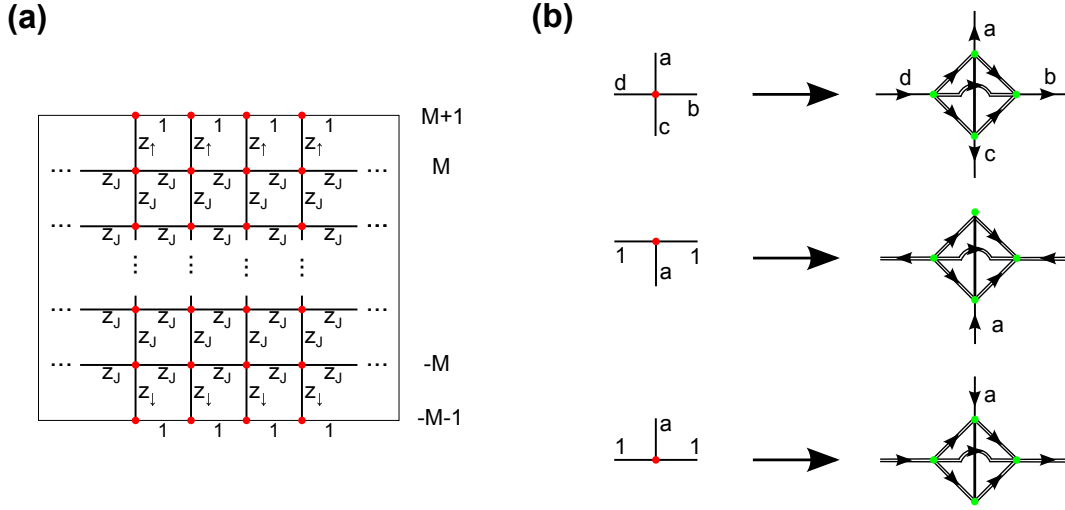 (a)
1 1 1 1 M+1
z↑ z↑ z↑ z↑
... ... M
zJ zJ zJ zJ zJ
zJ zJ zJ zJ
... ...
zJ zJ zJ zJ zJ
⋮ ⋮ ⋮ ⋮
... ...
zJ zJ zJ zJ zJ
zJ zJ zJ zJ
... ... -M
zJ zJ zJ zJ zJ
z↓ z↓ z↓ z↓
-M-1
1 1 1 1
(b)
a a
d b d b
c c
1 1
a a
a a
1 1